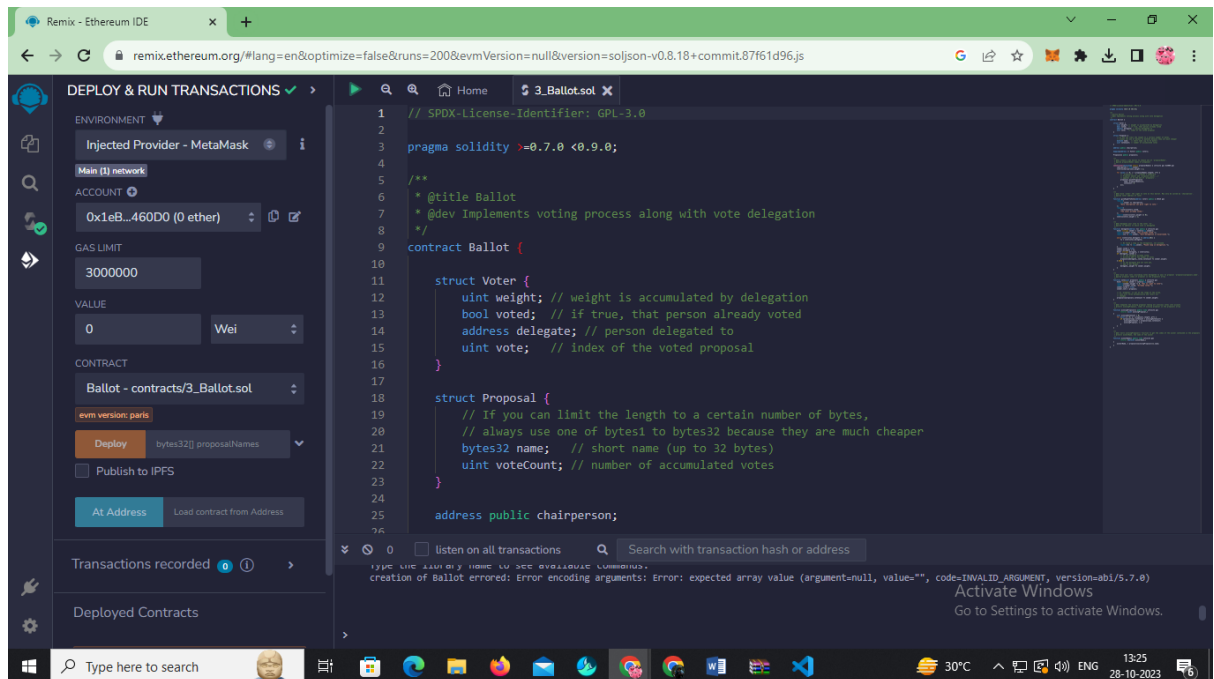 Remix - Ethereum IDE
remix.ethereum.org/#lang=en&optimize=false&runs=200&evmVersion=null&version=soljson-v0.8.18+commit.87f61d96.js
DEPLOY & RUN TRANSACTIONS
ENVIRONMENT
Injected Provider - MetaMask
Main (1) network
ACCOUNT
0x1eB...460D0 (0 ether)
GAS LIMIT
3000000
VALUE
0 Wei
CONTRACT
Ballot - contracts/3_Ballot.sol
evm version: paris
Deploy bytes32[] proposalNames
Publish to IPFS
At Address Load contract from Address
Transactions recorded 0
Deployed Contracts
Home 3_Ballot.sol
1 // SPDX-License-Identifier: GPL-3.0
2
3 pragma solidity >=0.7.0 <0.9.0;
4
5 /**
6 * @title Ballot
7 * @dev Implements voting process along with vote delegation
8 */
9 contract Ballot {
10
11 struct Voter {
12 uint weight; // weight is accumulated by delegation
13 bool voted; // if true, that person already voted
14 address delegate; // person delegated to
15 uint vote; // index of the voted proposal
16 }
17
18 struct Proposal {
19 // If you can limit the length to a certain number of bytes,
20 // always use one of bytes1 to bytes32 because they are much cheaper
21 bytes32 name; // short name (up to 32 bytes)
22 uint voteCount; // number of accumulated votes
23 }
24
25 address public chairperson;
26
0 listen on all transactions Search with transaction hash or address
Type the library name to see available commands.
creation of Ballot errored: Error encoding arguments: Error: expected array value (argument=null, value="", code=INVALID_ARGUMENT, version=abi/5.7.0)
>
Activate Windows
Go to Settings to activate Windows.
Type here to search
30°C
ENG
13:25
28-10-2023
6